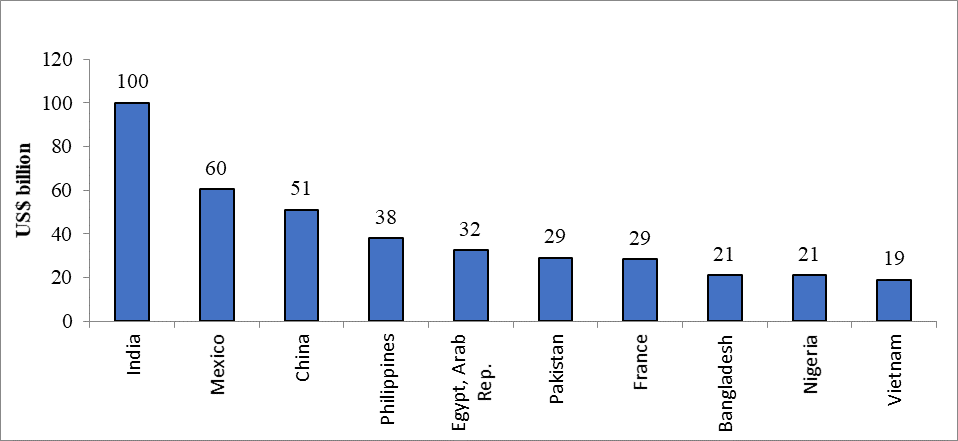 120
100
80
60
40
20
0
US$ billion
100
60
51
38
32
29
29
21
21
19
India
Mexico
China
Philippines
Egypt, Arab
Rep.
Pakistan
France
Bangladesh
Nigeria
Vietnam